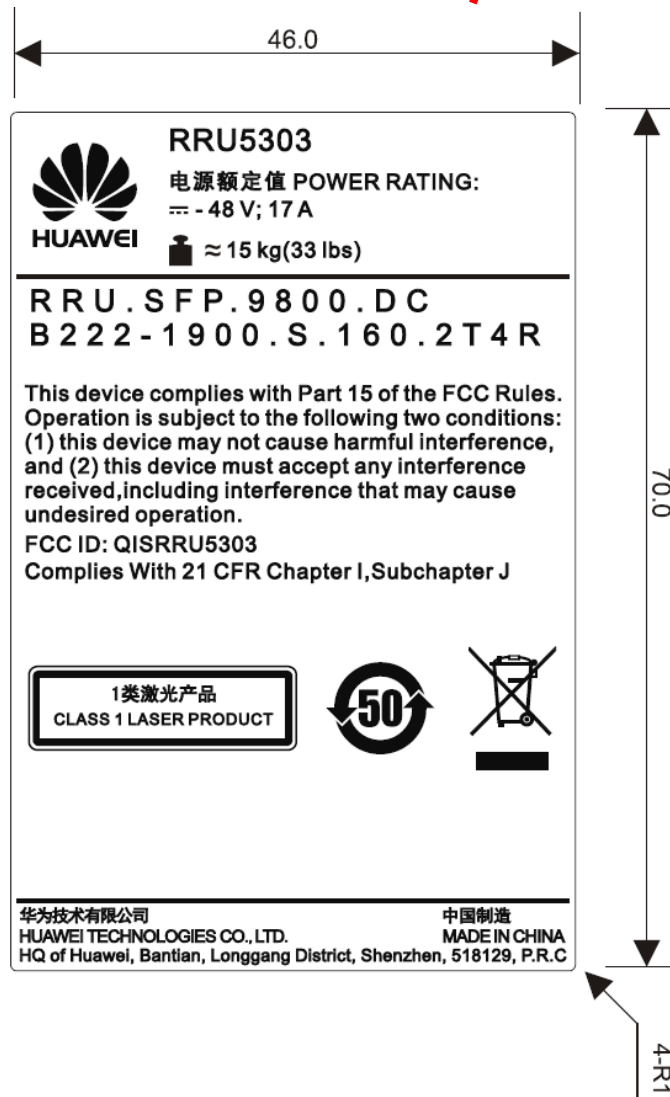 46.0
RRU5303
电源额定值 POWER RATING:
⎓ - 48 V; 17 A
HUAWEI
≈ 15 kg(33 lbs)
RRU.SFP.9800.DC
B222-1900.S.160.2T4R
This device complies with Part 15 of the FCC Rules.
Operation is subject to the following two conditions:
(1) this device may not cause harmful interference,
and (2) this device must accept any interference
received,including interference that may cause
undesired operation.
FCC ID: QISRRU5303
Complies With 21 CFR Chapter I,Subchapter J
1类激光产品
CLASS 1 LASER PRODUCT
50
华为技术有限公司
中国制造
HUAWEI TECHNOLOGIES CO., LTD.
MADE IN CHINA
HQ of Huawei, Bantian, Longgang District, Shenzhen, 518129, P.R.C
70.0
4-R1